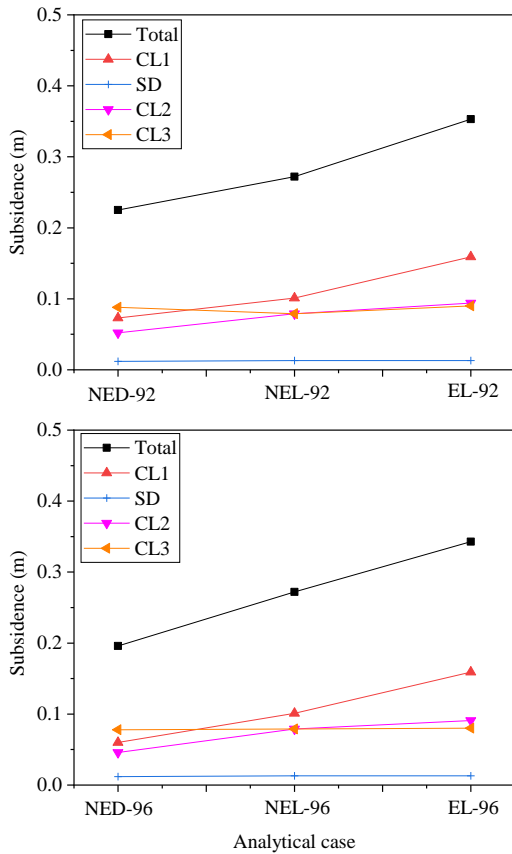 0.5
0.4
0.3
0.2
0.1
0.0
Subsidence (m)
Total
CL1
SD
CL2
CL3
NED-92
NEL-92
EL-92
0.5
0.4
0.3
0.2
0.1
0.0
Subsidence (m)
Total
CL1
SD
CL2
CL3
NED-96
NEL-96
EL-96
Analytical case